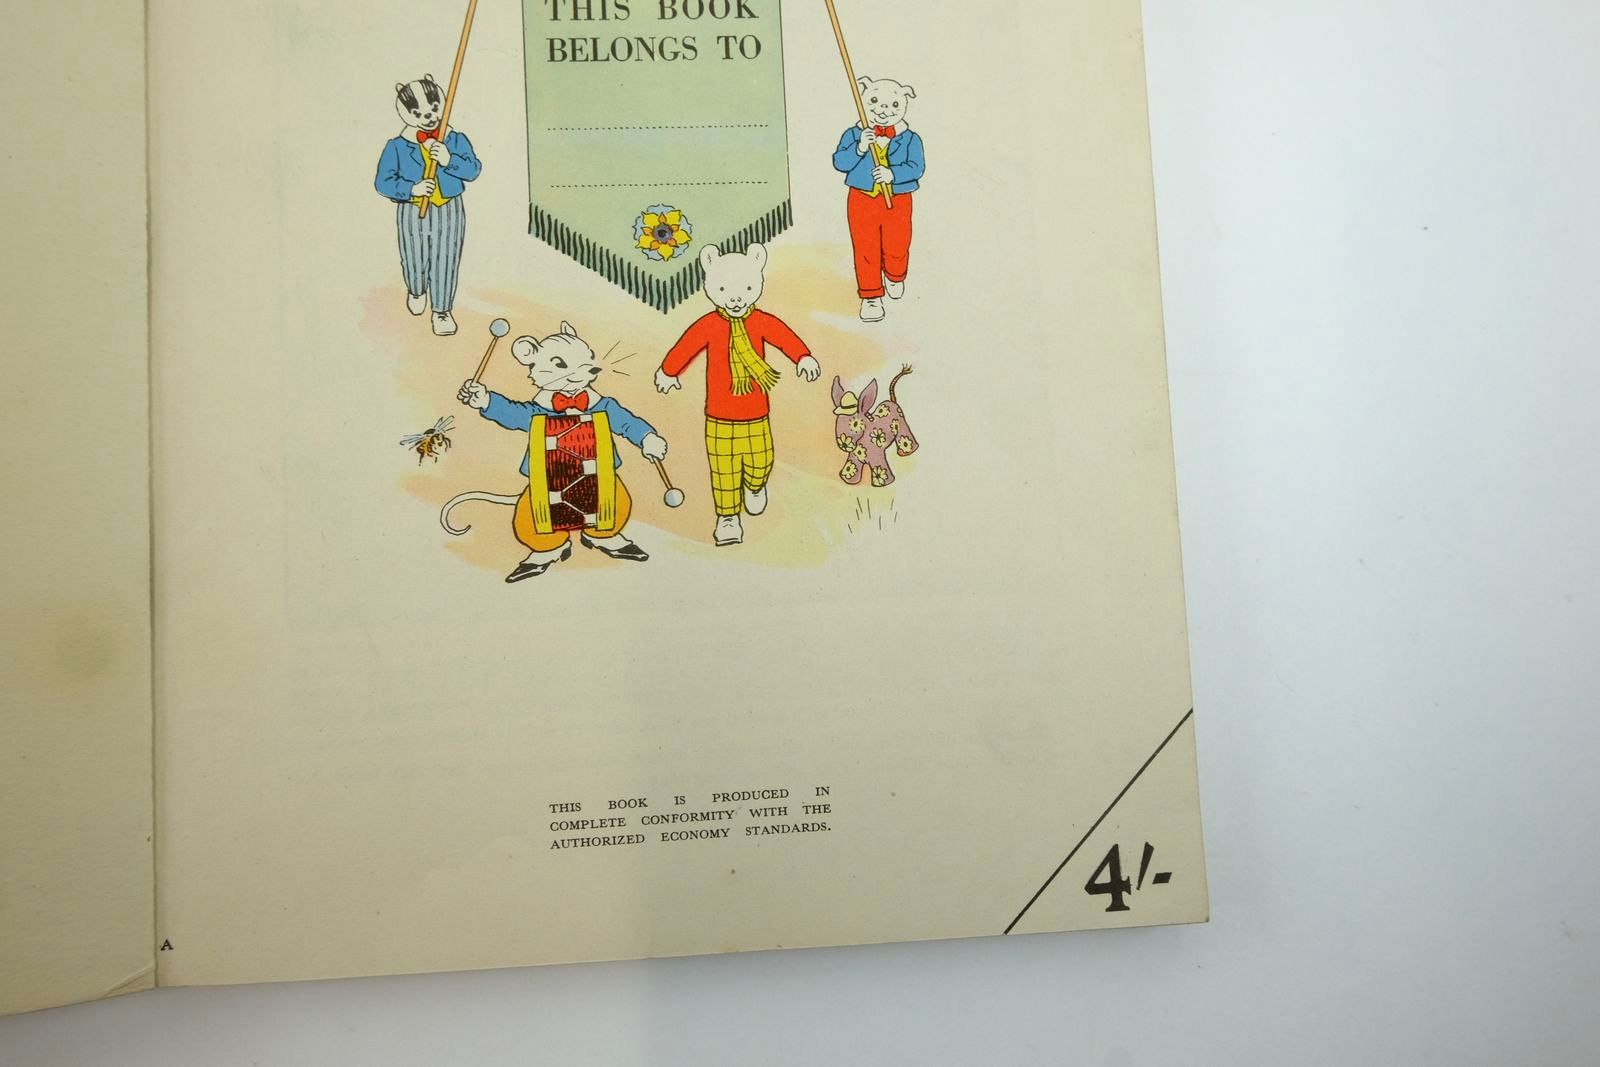 THIS BOOK
BELONGS TO
THIS BOOK IS PRODUCED IN
COMPLETE CONFORMITY WITH THE
AUTHORIZED ECONOMY STANDARDS.
4/-
A